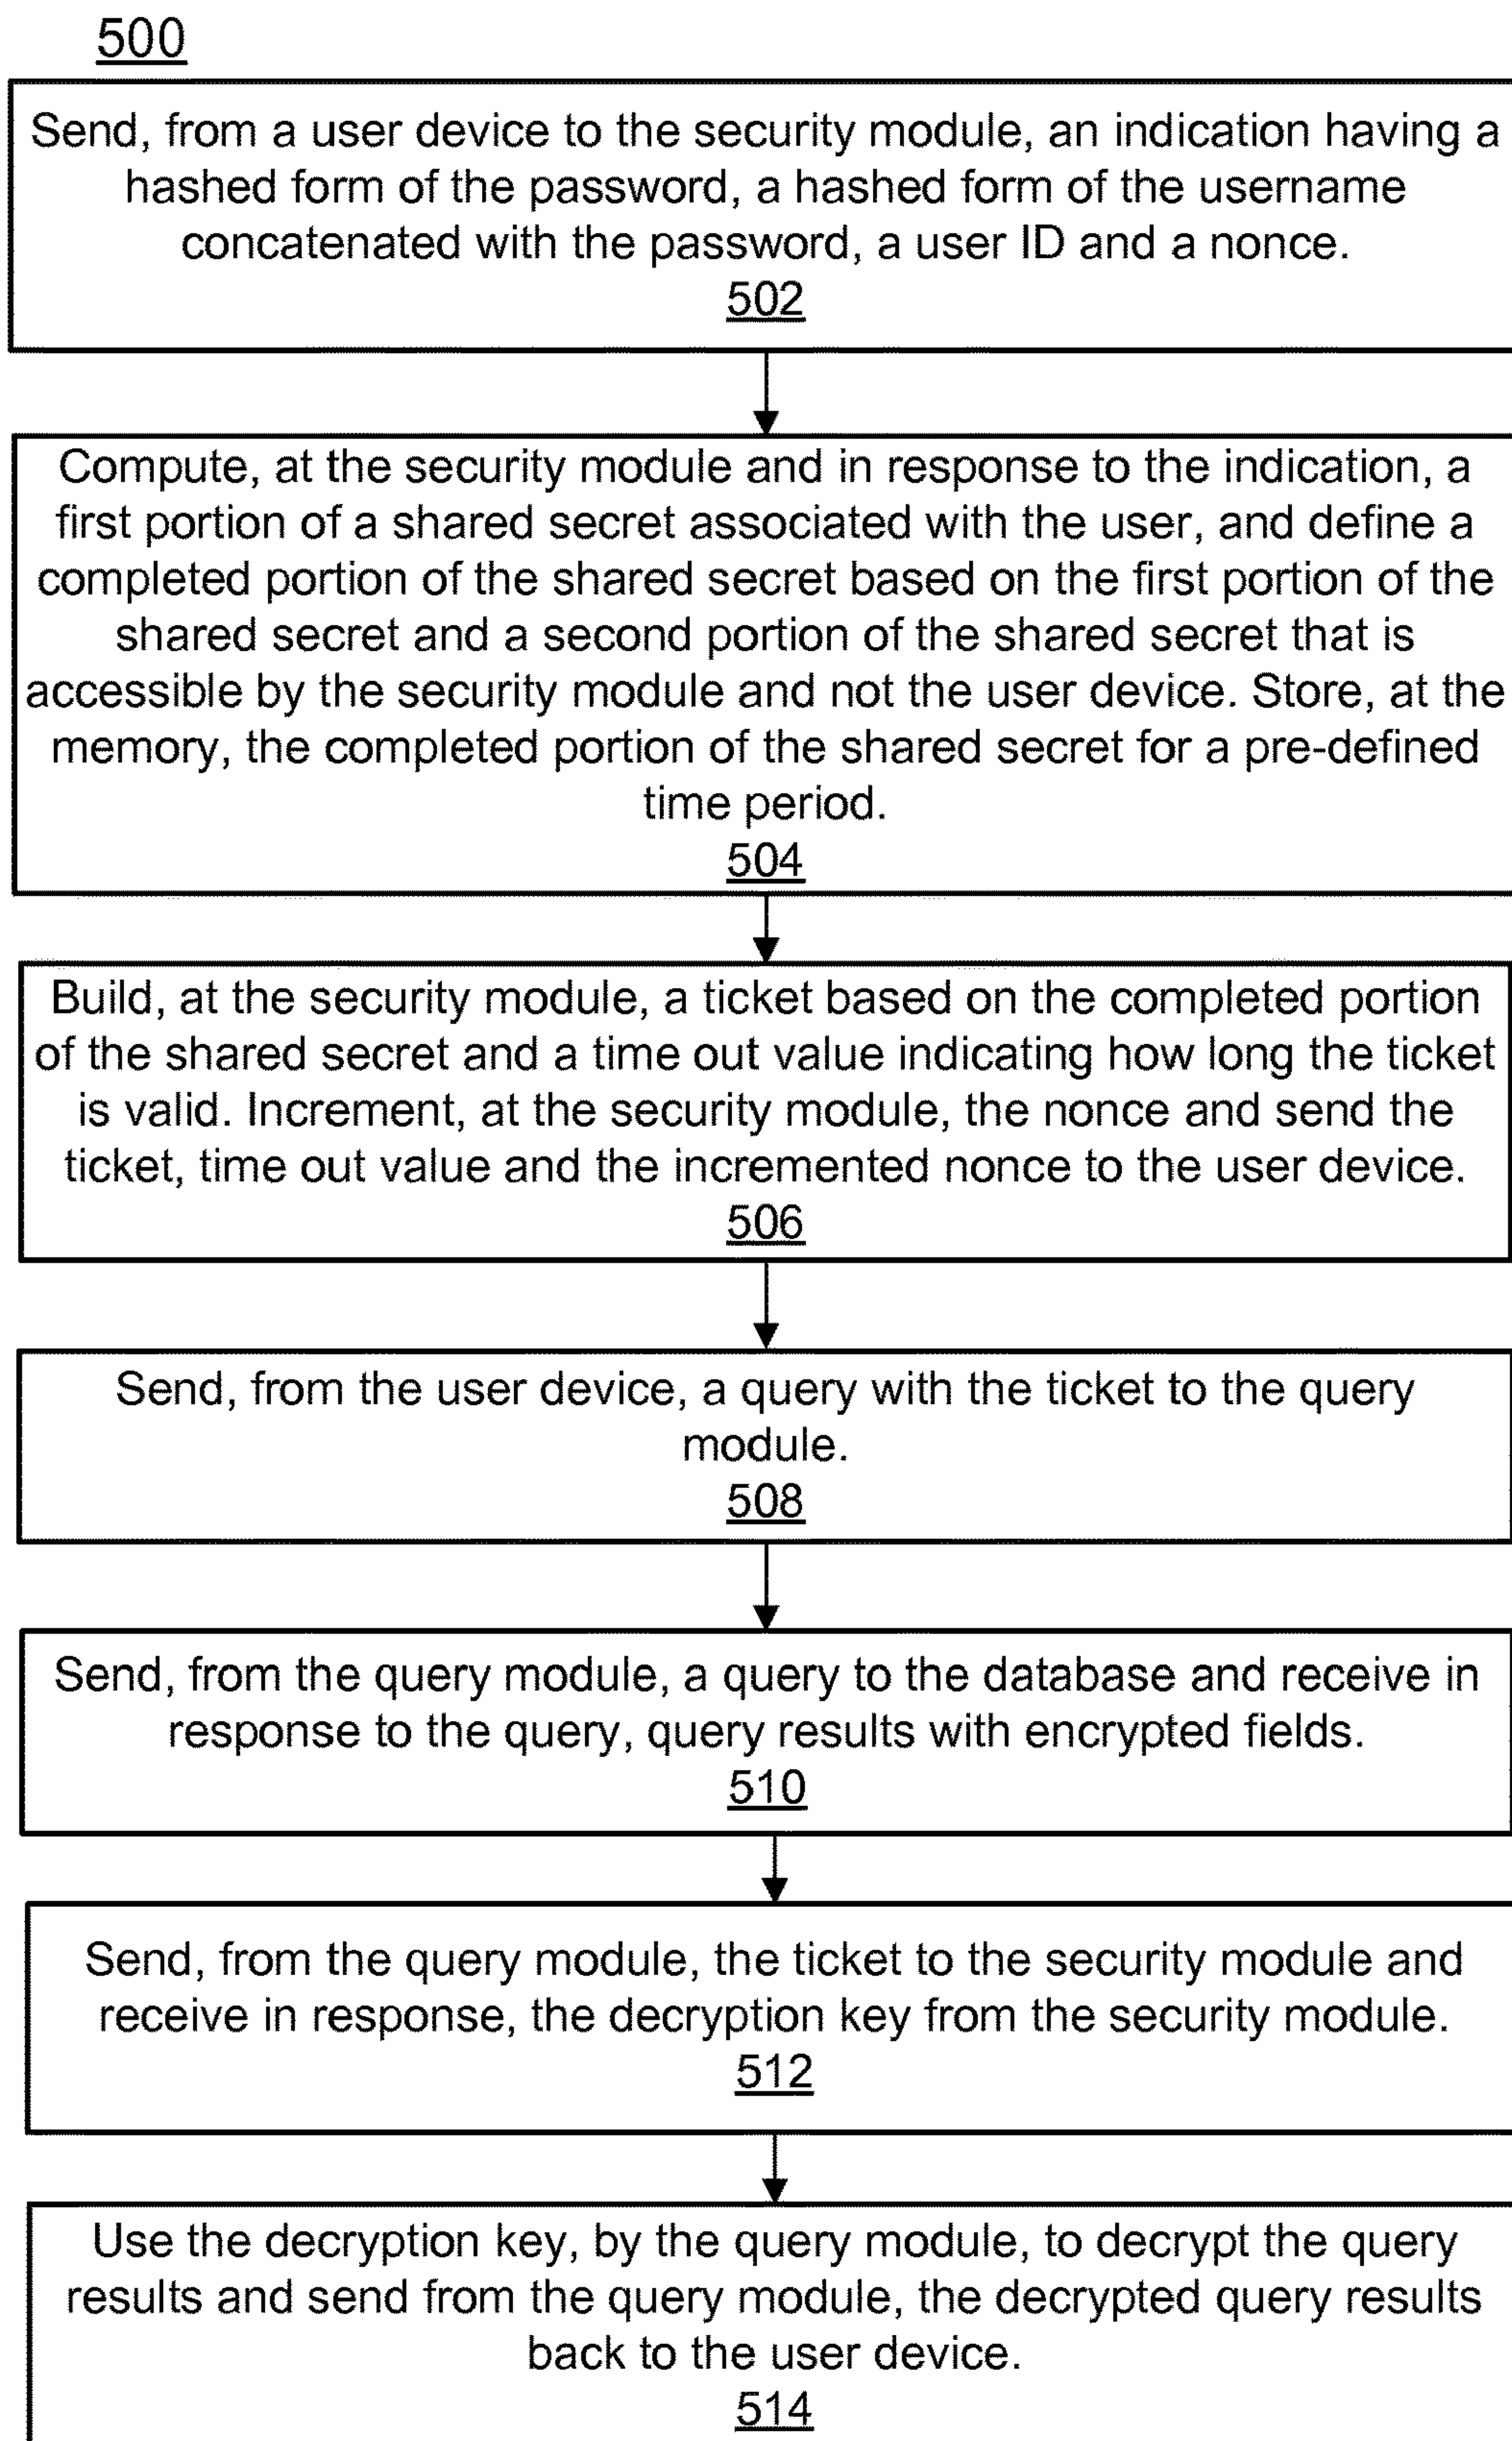 500
Send, from a user device to the security module, an indication having a
hashed form of the password, a hashed form of the username
concatenated with the password, a user ID and a nonce.
502
Compute, at the security module and in response to the indication, a
first portion of a shared secret associated with the user, and define a
completed portion of the shared secret based on the first portion of the
shared secret and a second portion of the shared secret that is
accessible by the security module and not the user device. Store, at the
memory, the completed portion of the shared secret for a pre-defined
time period.
504
Build, at the security module, a ticket based on the completed portion
of the shared secret and a time out value indicating how long the ticket
is valid. Increment, at the security module, the nonce and send the
ticket, time out value and the incremented nonce to the user device.
506
Send, from the user device, a query with the ticket to the query
module.
508
Send, from the query module, a query to the database and receive in
response to the query, query results with encrypted fields.
510
Send, from the query module, the ticket to the security module and
receive in response, the decryption key from the security module.
512
Use the decryption key, by the query module, to decrypt the query
results and send from the query module, the decrypted query results
back to the user device.
514